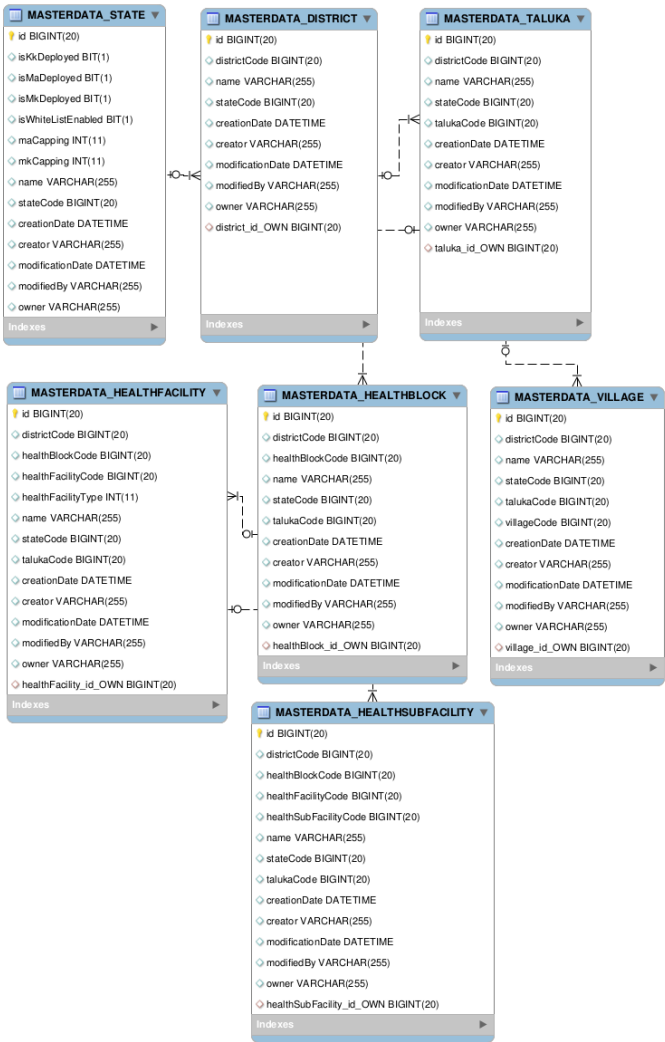 MASTERDATA_STATE
id BIGINT(20)
isKkDeployed BIT(1)
isMaDeployed BIT(1)
isMkDeployed BIT(1)
isWhiteListEnabled BIT(1)
maCapping INT(11)
mkCapping INT(11)
name VARCHAR(255)
stateCode BIGINT(20)
creationDate DATETIME
creator VARCHAR(255)
modificationDate DATETIME
modifiedBy VARCHAR(255)
owner VARCHAR(255)
Indexes
MASTERDATA_DISTRICT
id BIGINT(20)
districtCode BIGINT(20)
name VARCHAR(255)
stateCode BIGINT(20)
creationDate DATETIME
creator VARCHAR(255)
modificationDate DATETIME
modifiedBy VARCHAR(255)
owner VARCHAR(255)
district_id_OWN BIGINT(20)
Indexes
MASTERDATA_TALUKA
id BIGINT(20)
districtCode BIGINT(20)
name VARCHAR(255)
stateCode BIGINT(20)
talukaCode BIGINT(20)
creationDate DATETIME
creator VARCHAR(255)
modificationDate DATETIME
modifiedBy VARCHAR(255)
owner VARCHAR(255)
taluka_id_OWN BIGINT(20)
Indexes
MASTERDATA_HEALTHFACILITY
id BIGINT(20)
districtCode BIGINT(20)
healthBlockCode BIGINT(20)
healthFacilityCode BIGINT(20)
healthFacilityType INT(11)
name VARCHAR(255)
stateCode BIGINT(20)
talukaCode BIGINT(20)
creationDate DATETIME
creator VARCHAR(255)
modificationDate DATETIME
modifiedBy VARCHAR(255)
owner VARCHAR(255)
healthFacility_id_OWN BIGINT(20)
Indexes
MASTERDATA_HEALTHBLOCK
id BIGINT(20)
districtCode BIGINT(20)
healthBlockCode BIGINT(20)
name VARCHAR(255)
stateCode BIGINT(20)
talukaCode BIGINT(20)
creationDate DATETIME
creator VARCHAR(255)
modificationDate DATETIME
modifiedBy VARCHAR(255)
owner VARCHAR(255)
healthBlock_id_OWN BIGINT(20)
Indexes
MASTERDATA_VILLAGE
id BIGINT(20)
districtCode BIGINT(20)
name VARCHAR(255)
stateCode BIGINT(20)
talukaCode BIGINT(20)
villageCode BIGINT(20)
creationDate DATETIME
creator VARCHAR(255)
modificationDate DATETIME
modifiedBy VARCHAR(255)
owner VARCHAR(255)
village_id_OWN BIGINT(20)
Indexes
MASTERDATA_HEALTHSUBFACILITY
id BIGINT(20)
districtCode BIGINT(20)
healthBlockCode BIGINT(20)
healthFacilityCode BIGINT(20)
healthSubFacilityCode BIGINT(20)
name VARCHAR(255)
stateCode BIGINT(20)
talukaCode BIGINT(20)
creationDate DATETIME
creator VARCHAR(255)
modificationDate DATETIME
modifiedBy VARCHAR(255)
owner VARCHAR(255)
healthSubFacility_id_OWN BIGINT(20)
Indexes